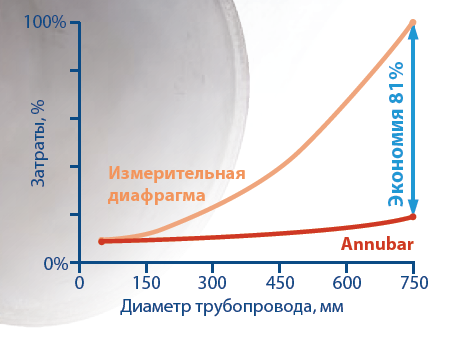 100%
Затраты, %
Экономия 81%
Измерительная
диафрагма
Annubar
0%
0 150 300 450 600 750
Диаметр трубопровода, мм